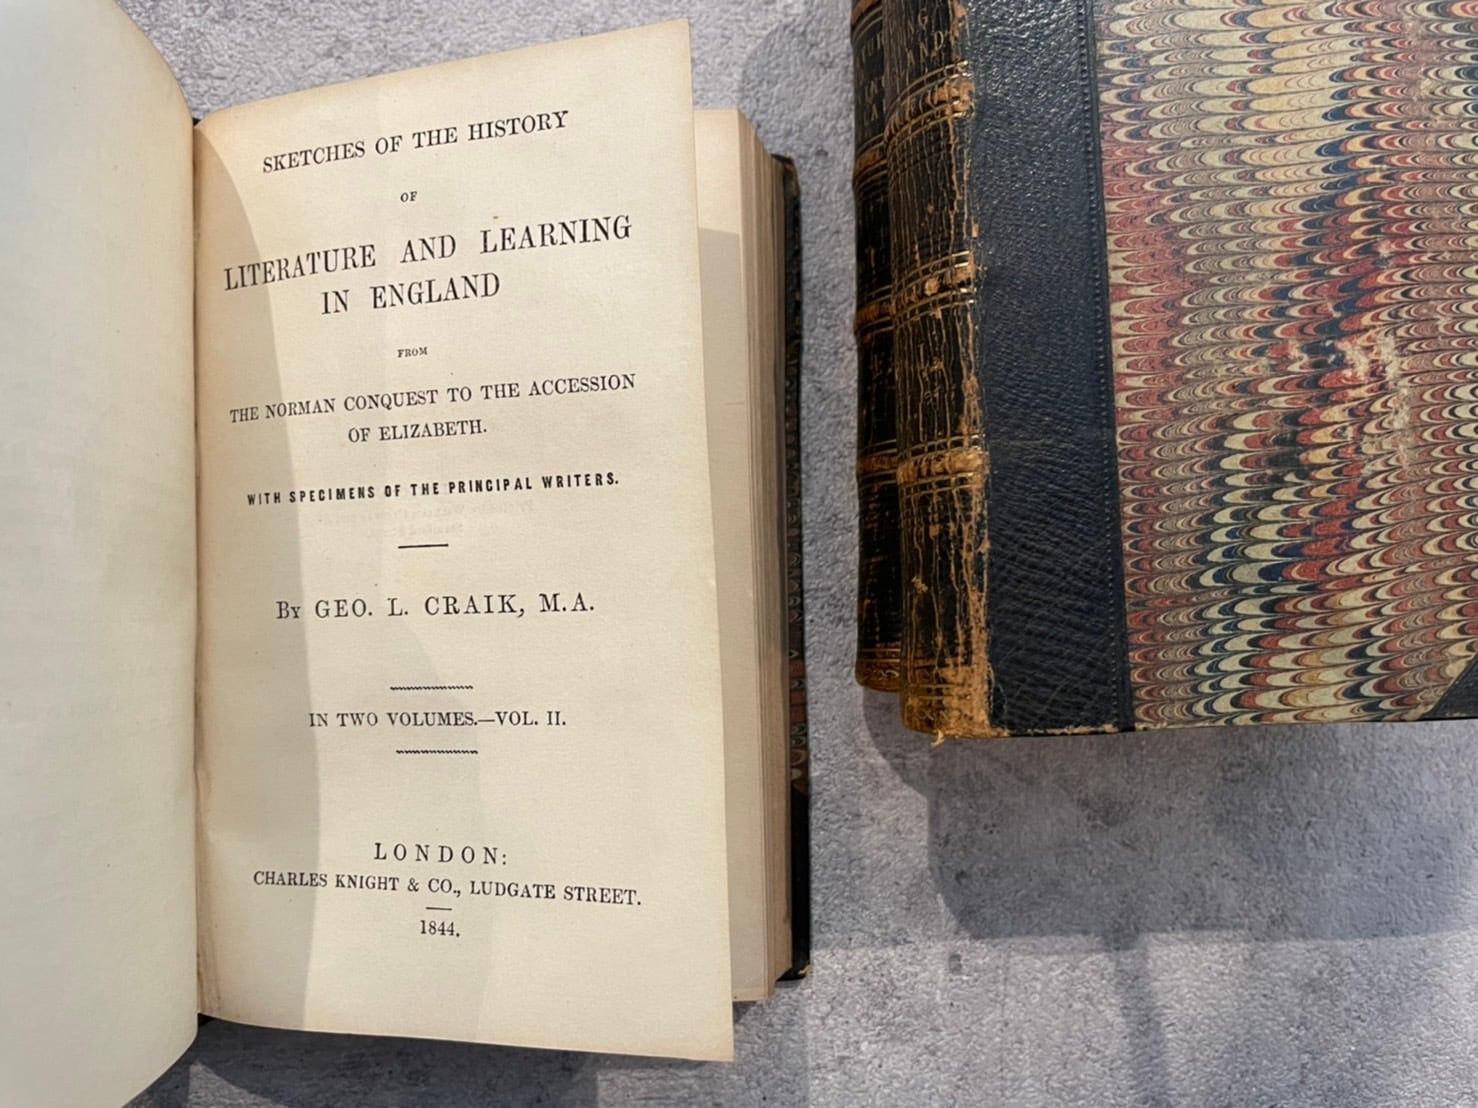 SKETCHES OF THE HISTORY
OF
LITERATURE AND LEARNING
IN ENGLAND
FROM
THE NORMAN CONQUEST TO THE ACCESSION
OF ELIZABETH.
WITH SPECIMENS OF THE PRINCIPAL WRITERS.
BY GEO. L. CRAIK, M.A.
IN TWO VOLUMES.—VOL. II.
LONDON:
CHARLES KNIGHT & CO., LUDGATE STREET.
1844.